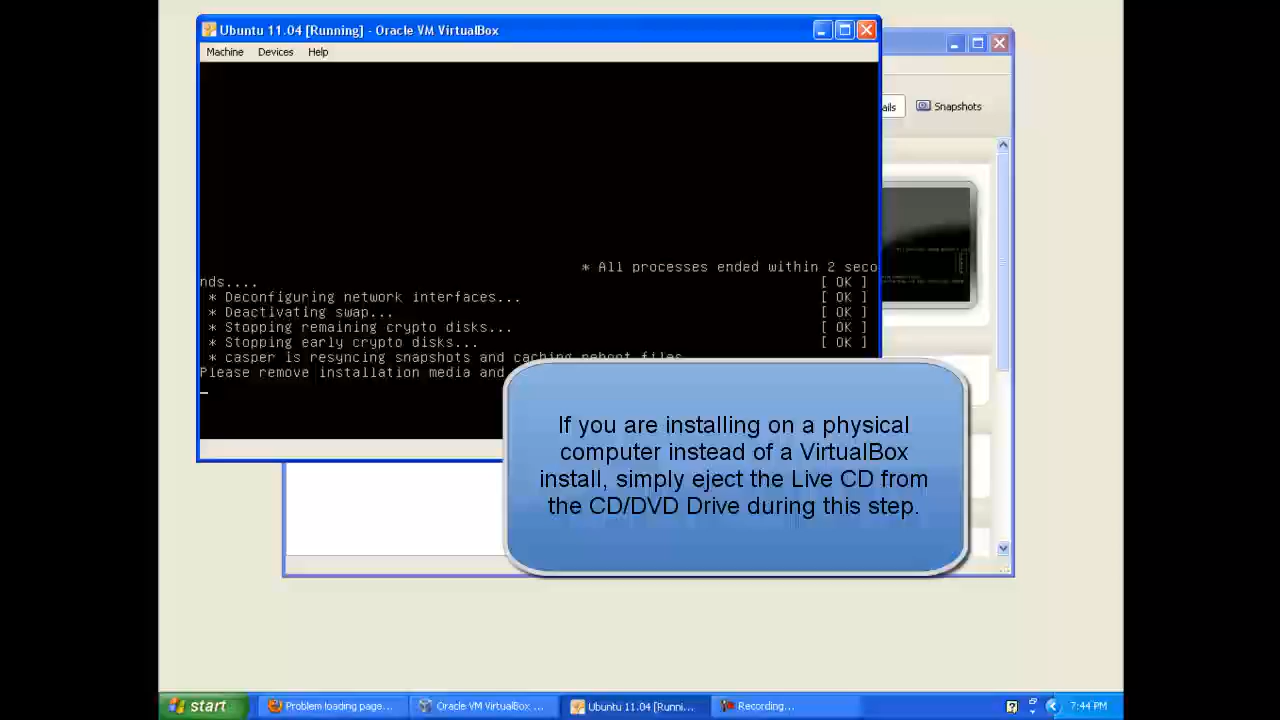 Ubuntu 11.04 [Running] - Oracle VM VirtualBox
Machine Devices Help
ails Snapshots
* All processes ended within 2 seco
nds.... [ OK ]
* Deconfiguring network interfaces... [ OK ]
* Deactivating swap... [ OK ]
* Stopping remaining crypto disks... [ OK ]
* Stopping early crypto disks... [ OK ]
* casper is resyncing snapshots and caching reboot files
Please remove installation media and
If you are installing on a physical
computer instead of a VirtualBox
install, simply eject the Live CD from
the CD/DVD Drive during this step.
start Problem loading page... Oracle VM VirtualBox ... Ubuntu 11.04 [Runni... Recording... 7:44 PM